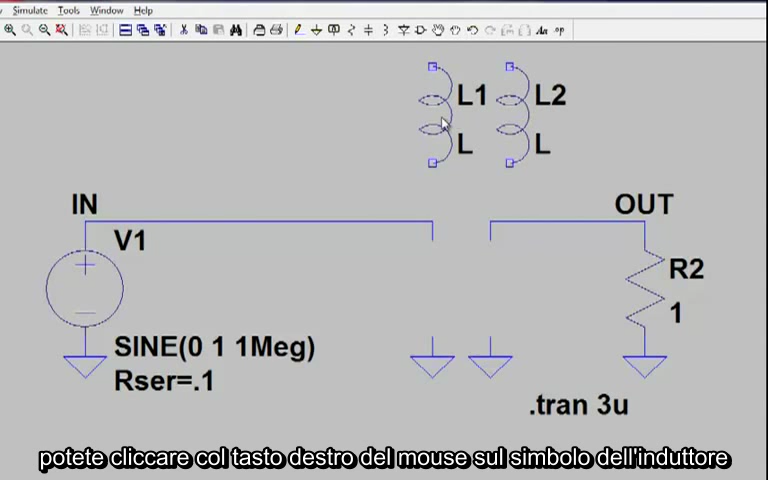 Simulate Tools Window Help
L1 L2
L L
IN OUT
V1
R2
1
SINE(0 1 1Meg)
Rser=.1
.tran 3u
potete cliccare col tasto destro del mouse sul simbolo dell'induttore